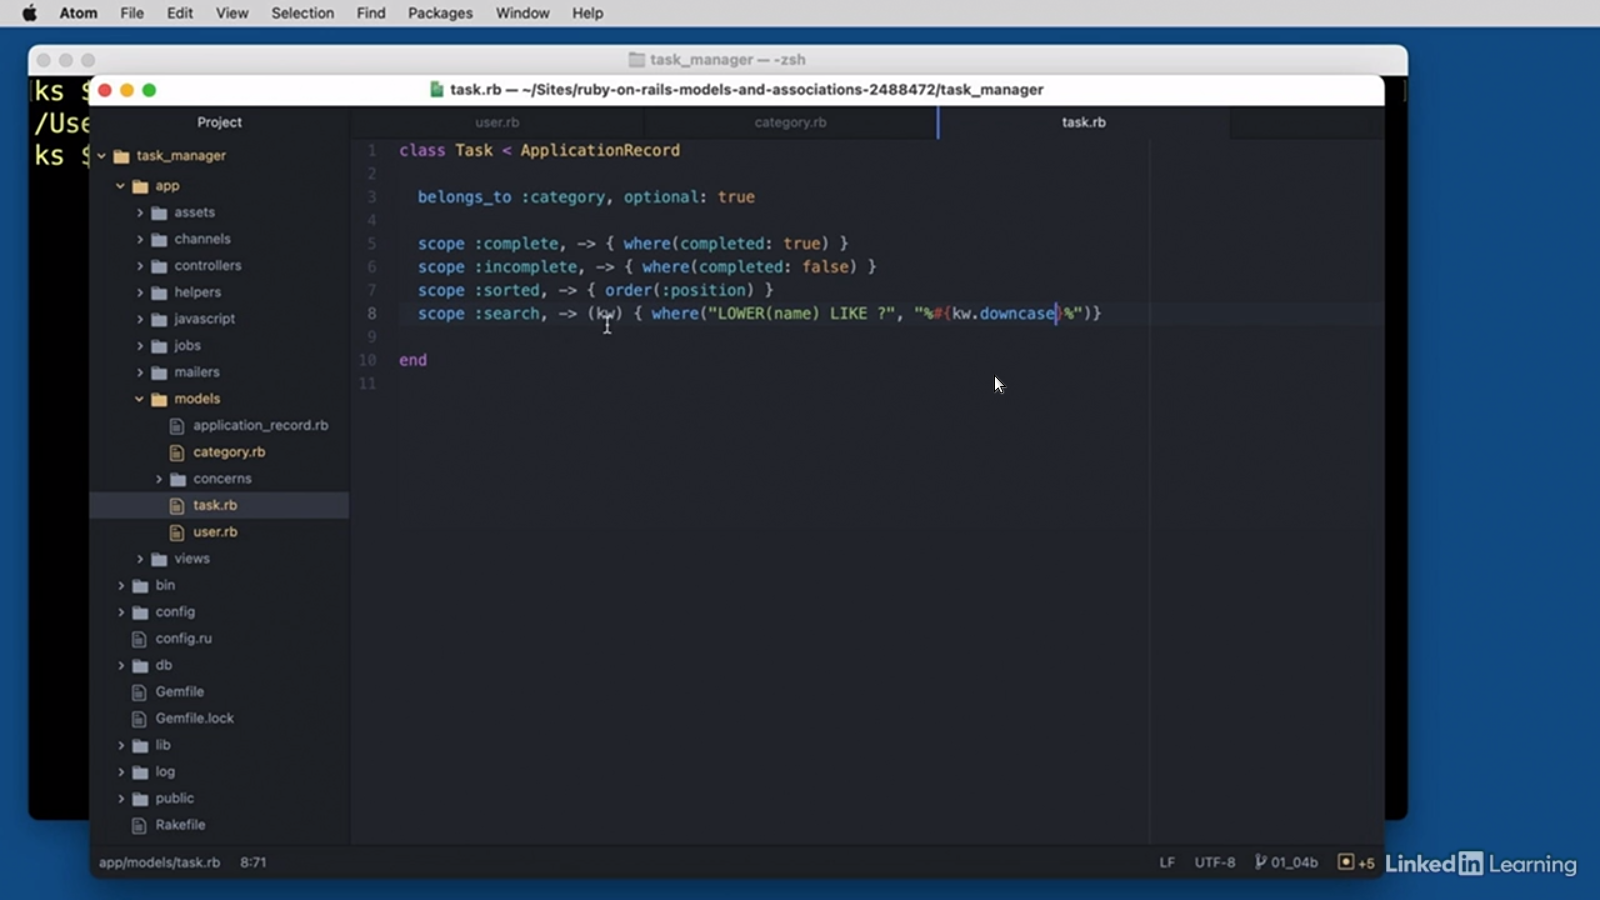 Atom File Edit View Selection Find Packages Window Help
task_manager — -zsh
ks $
/Use
ks $
task.rb — ~/Sites/ruby-on-rails-models-and-associations-2488472/task_manager
Project
user.rb
category.rb
task.rb
task_manager
app
assets
channels
controllers
helpers
javascript
jobs
mailers
models
application_record.rb
category.rb
concerns
task.rb
user.rb
views
bin
config
config.ru
db
Gemfile
Gemfile.lock
lib
log
public
Rakefile
1 class Task < ApplicationRecord
2
3 belongs_to :category, optional: true
4
5 scope :complete, -> { where(completed: true) }
6 scope :incomplete, -> { where(completed: false) }
7 scope :sorted, -> { order(:position) }
8 scope :search, -> (kw) { where("LOWER(name) LIKE ?", "%#{kw.downcase}%")}
9
10 end
11
app/models/task.rb 8:71
LF UTF-8 01_04b +5
Linked in Learning